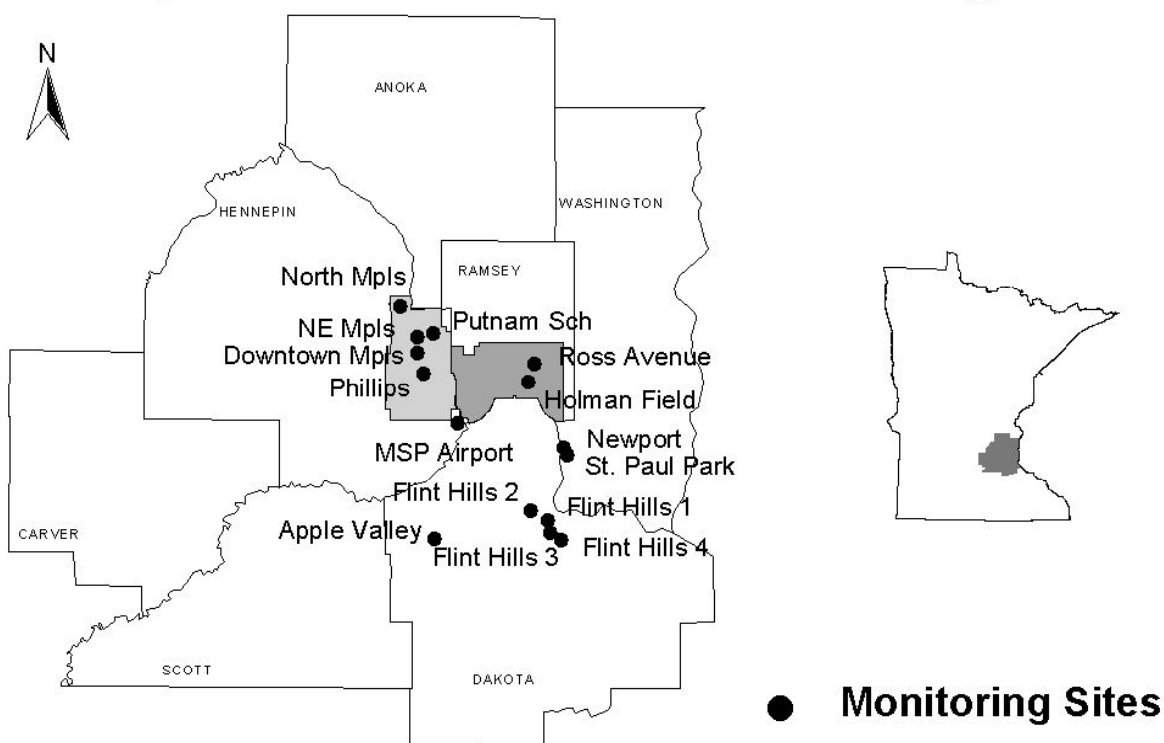 N
ANOKA
HENNEPIN
WASHINGTON
RAMSEY
North Mpls
NE Mpls
Putnam Sch
Downtown Mpls
Ross Avenue
Phillips
Holman Field
MSP Airport
Newport
St. Paul Park
Flint Hills 2
Flint Hills 1
Apple Valley
Flint Hills 3
Flint Hills 4
CARVER
SCOTT
DAKOTA
Monitoring Sites